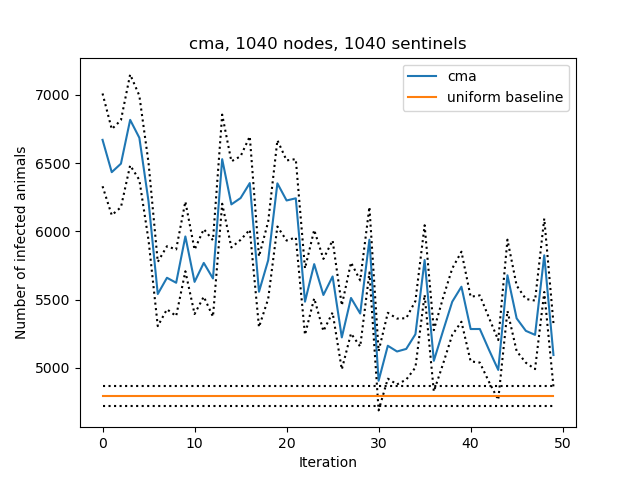 cma, 1040 nodes, 1040 sentinels
cma
uniform baseline
7000
6500
6000
5500
5000
Number of infected animals
0 10 20 30 40 50
Iteration